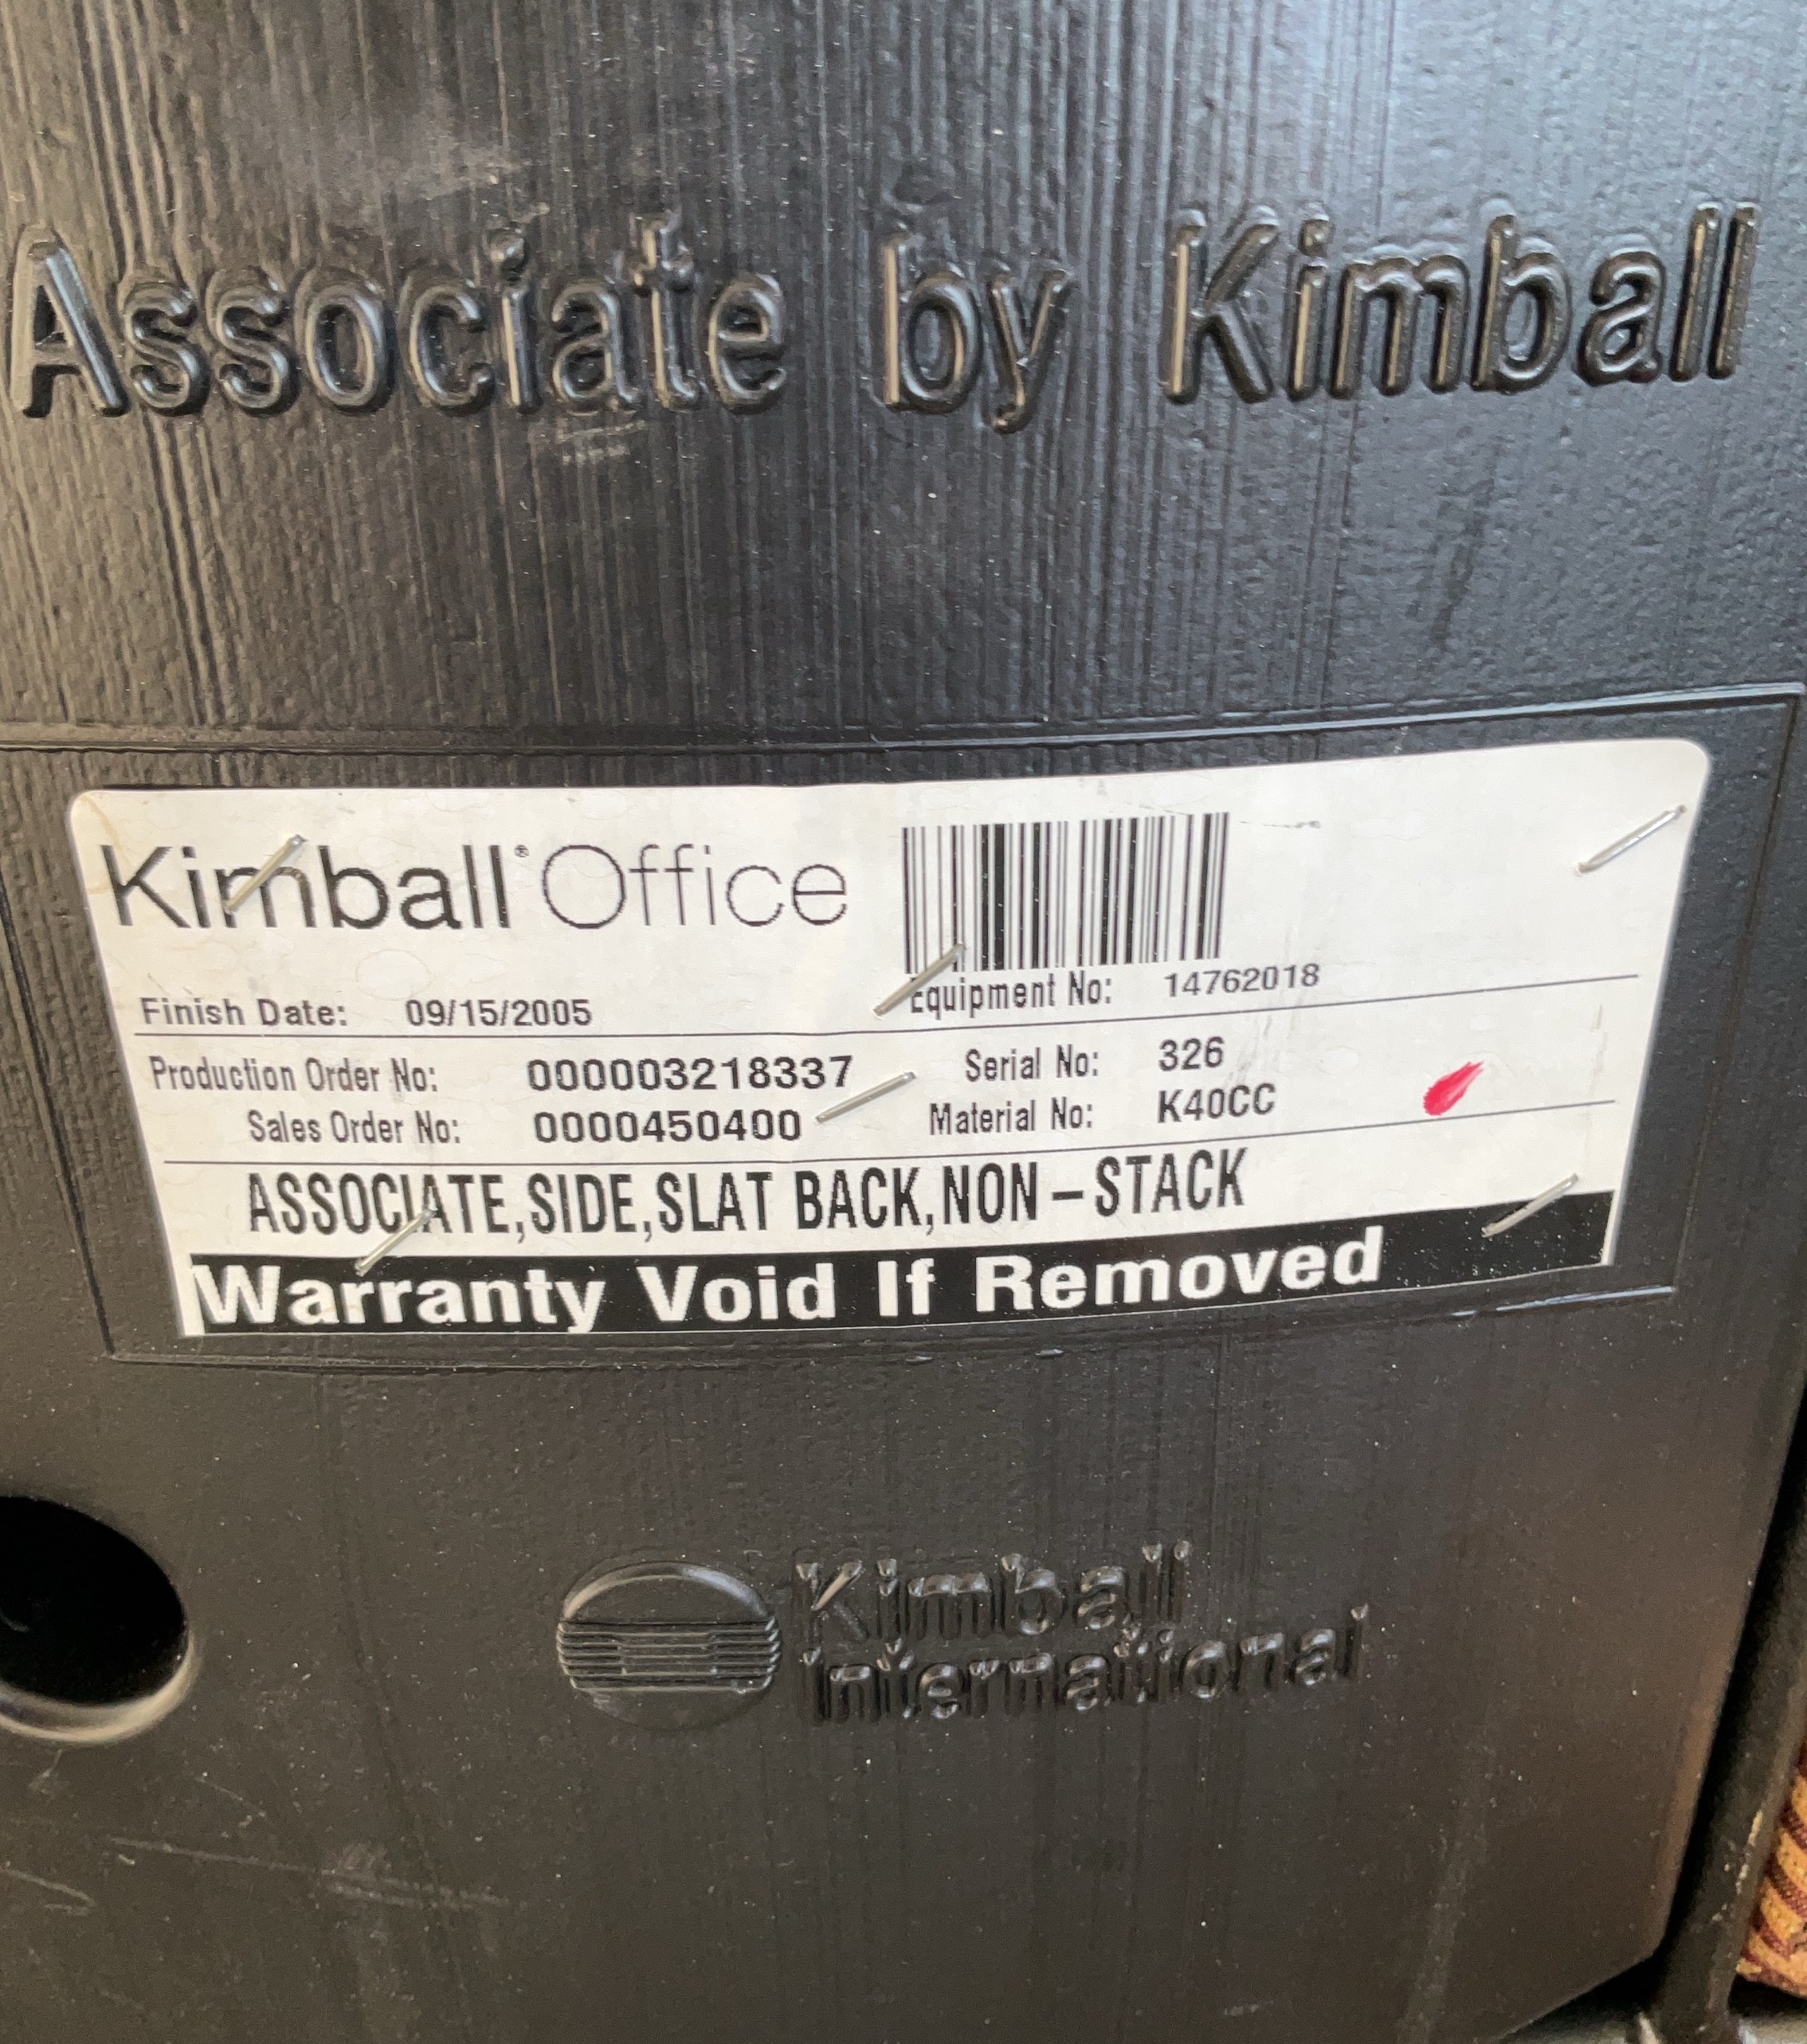 Associate by Kimball
Kimball® Office
Finish Date: 09/15/2005 Equipment No: 14762018
Production Order No: 000003218337 Serial No: 326
Sales Order No: 0000450400 Material No: K40CC
ASSOCIATE,SIDE,SLAT BACK,NON-STACK
Warranty Void If Removed
Kimball
International